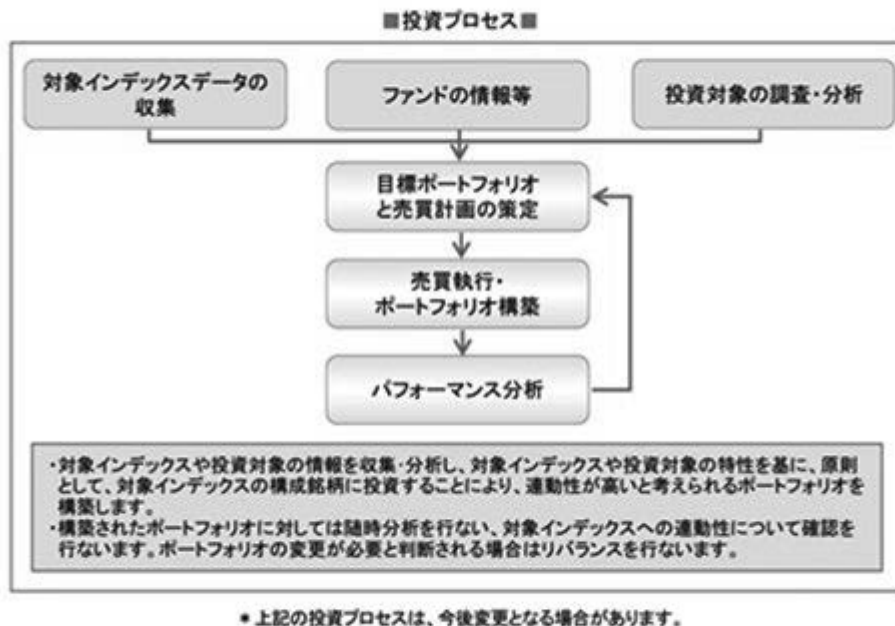 ■投資プロセス■
対象インデックスデータの
収集
ファンドの情報等
投資対象の調査・分析
目標ポートフォリオ
と売買計画の策定
売買執行・
ポートフォリオ構築
パフォーマンス分析
・対象インデックスや投資対象の情報を収集・分析し、対象インデックスや投資対象の特性を基に、原則
として、対象インデックスの構成銘柄に投資することにより、連動性が高いと考えられるポートフォリオを
構築します。
・構築されたポートフォリオに対しては随時分析を行ない、対象インデックスへの連動性について確認を
行ないます。ポートフォリオの変更が必要と判断される場合はリバランスを行ないます。
* 上記の投資プロセスは、今後変更となる場合があります。